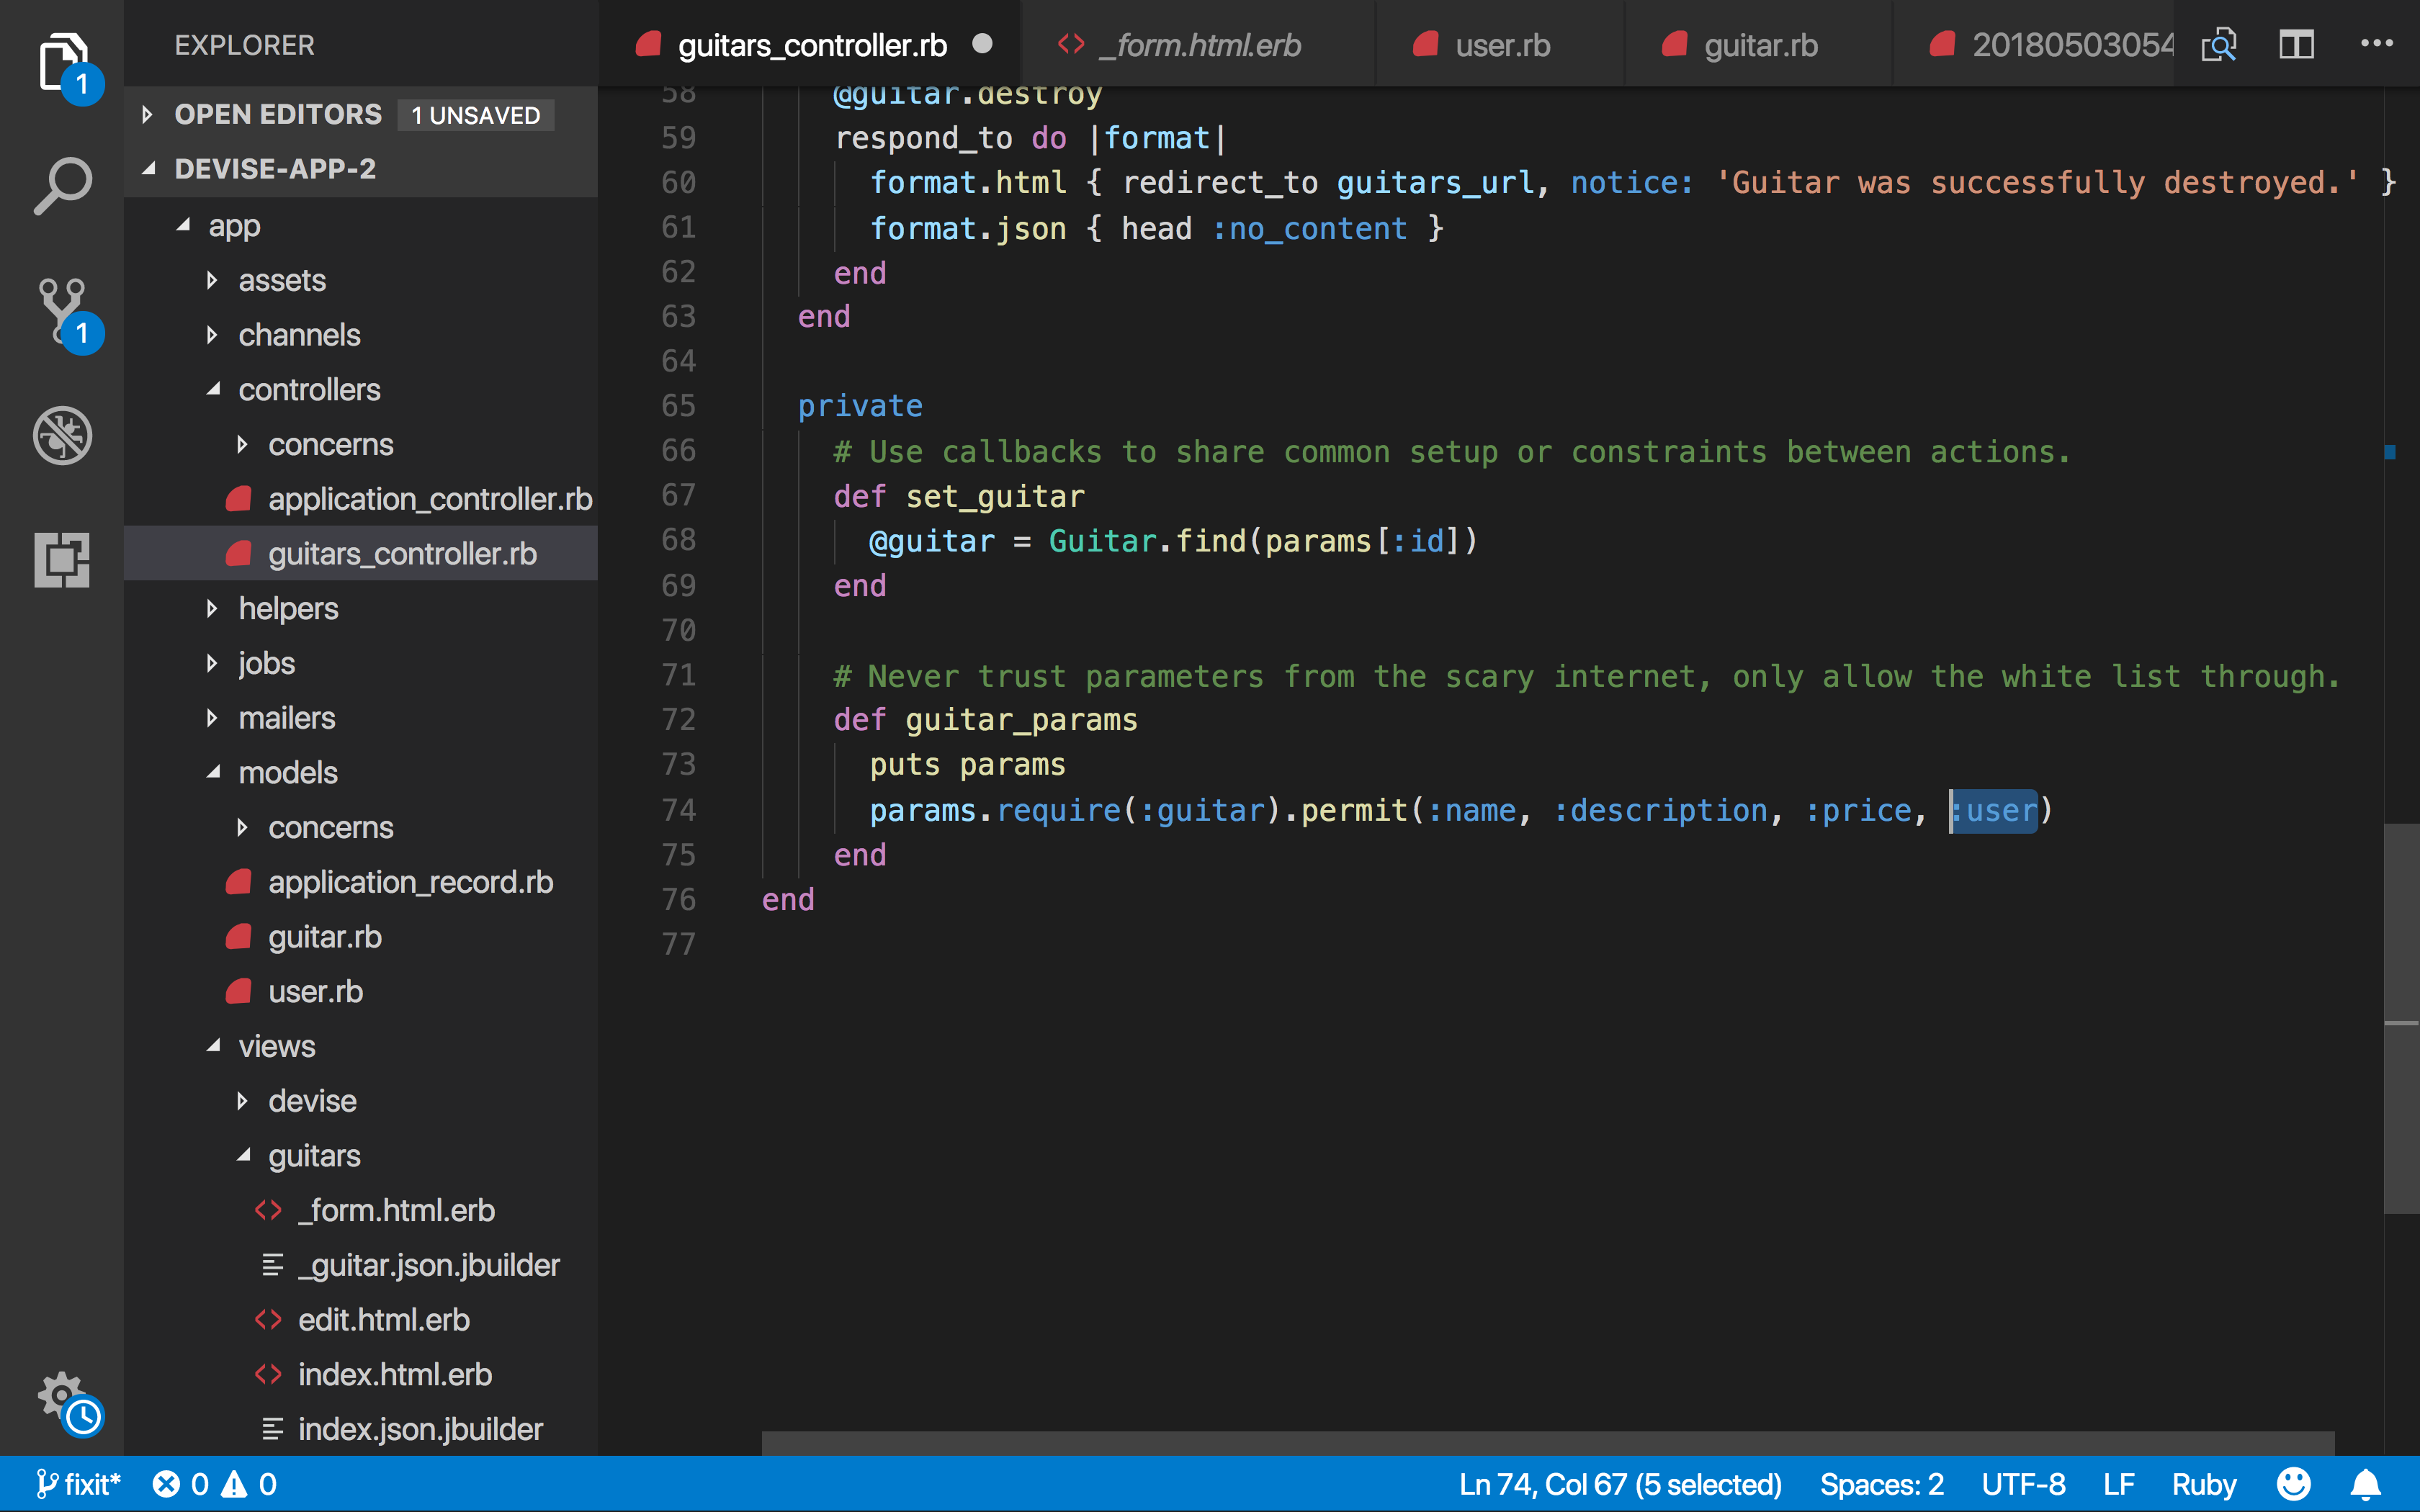 1
1
EXPLORER
OPEN EDITORS 1 UNSAVED
DEVISE-APP-2
app
assets
channels
controllers
concerns
application_controller.rb
guitars_controller.rb
helpers
jobs
mailers
models
concerns
application_record.rb
guitar.rb
user.rb
views
devise
guitars
_form.html.erb
_guitar.json.jbuilder
edit.html.erb
index.html.erb
index.json.jbuilder
guitars_controller.rb _form.html.erb user.rb guitar.rb 20180503054
58 @guitar.destroy
59 respond_to do |format|
60 format.html { redirect_to guitars_url, notice: 'Guitar was successfully destroyed.' }
61 format.json { head :no_content }
62 end
63 end
64
65 private
66 # Use callbacks to share common setup or constraints between actions.
67 def set_guitar
68 @guitar = Guitar.find(params[:id])
69 end
70
71 # Never trust parameters from the scary internet, only allow the white list through.
72 def guitar_params
73 puts params
74 params.require(:guitar).permit(:name, :description, :price, :user)
75 end
76 end
77
fixit* 0 0 Ln 74, Col 67 (5 selected) Spaces: 2 UTF-8 LF Ruby